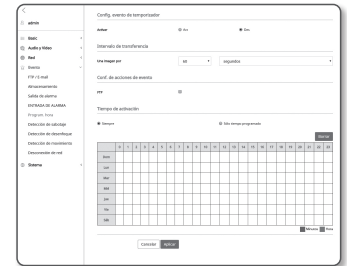 Config. evento de temporizador
admin
Activar
Act
Des
Basic
Audio y Video
Red
Evento
FTP / E-mail
Almacenamiento
Salida de alarma
ENTRADA DE ALARMA
Program. hora
Detección de sabotaje
Detección de desenfoque
Detección de movimiento
Desconexión de red
Sistema
Intervalo de transferencia
Una imagen por
60
segundos
Conf. de acciones de evento
FTP
Tiempo de activación
Siempre
Sólo tiempo programado
Borrar
0 1 2 3 4 5 6 7 8 9 10 11 12 13 14 15 16 17 18 19 20 21 22 23
Dom
Lun
Mar
Mie
Jue
Vie
Sáb
Minutos
Hora
Cancelar
Aplicar